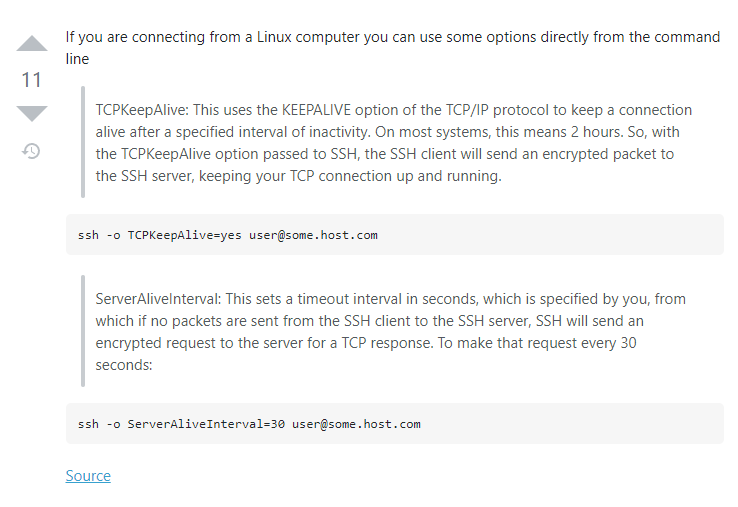 If you are connecting from a Linux computer you can use some options directly from the command
line
11
TCPKeepAlive: This uses the KEEPALIVE option of the TCP/IP protocol to keep a connection
alive after a specified interval of inactivity. On most systems, this means 2 hours. So, with
the TCPKeepAlive option passed to SSH, the SSH client will send an encrypted packet to
the SSH server, keeping your TCP connection up and running.
ssh -o TCPKeepAlive=yes user@some.host.com
ServerAliveInterval: This sets a timeout interval in seconds, which is specified by you, from
which if no packets are sent from the SSH client to the SSH server, SSH will send an
encrypted request to the server for a TCP response. To make that request every 30
seconds:
ssh -o ServerAliveInterval=30 user@some.host.com
Source